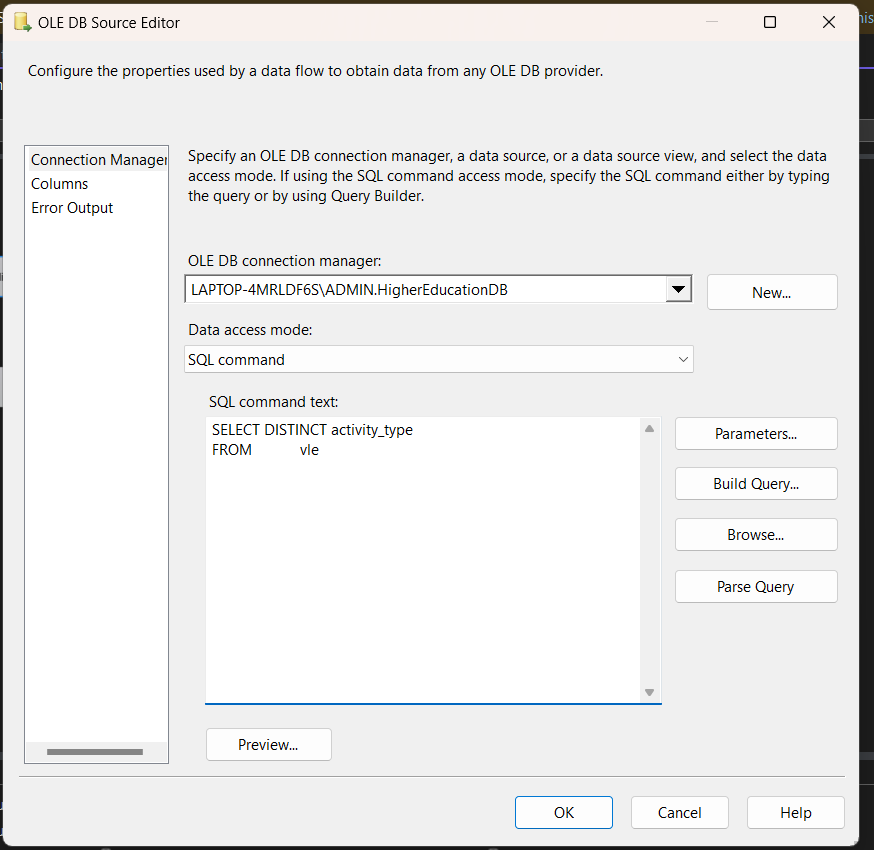 OLE DB Source Editor
Configure the properties used by a data flow to obtain data from any OLE DB provider.
Connection Manager
Columns
Error Output
Specify an OLE DB connection manager, a data source, or a data source view, and select the data
access mode. If using the SQL command access mode, specify the SQL command either by typing
the query or by using Query Builder.
OLE DB connection manager:
LAPTOP-4MRLDF6S\ADMIN.HigherEducationDB
New...
Data access mode:
SQL command
SQL command text:
SELECT DISTINCT activity_type
FROM vle
Parameters...
Build Query...
Browse...
Parse Query
Preview...
OK
Cancel
Help